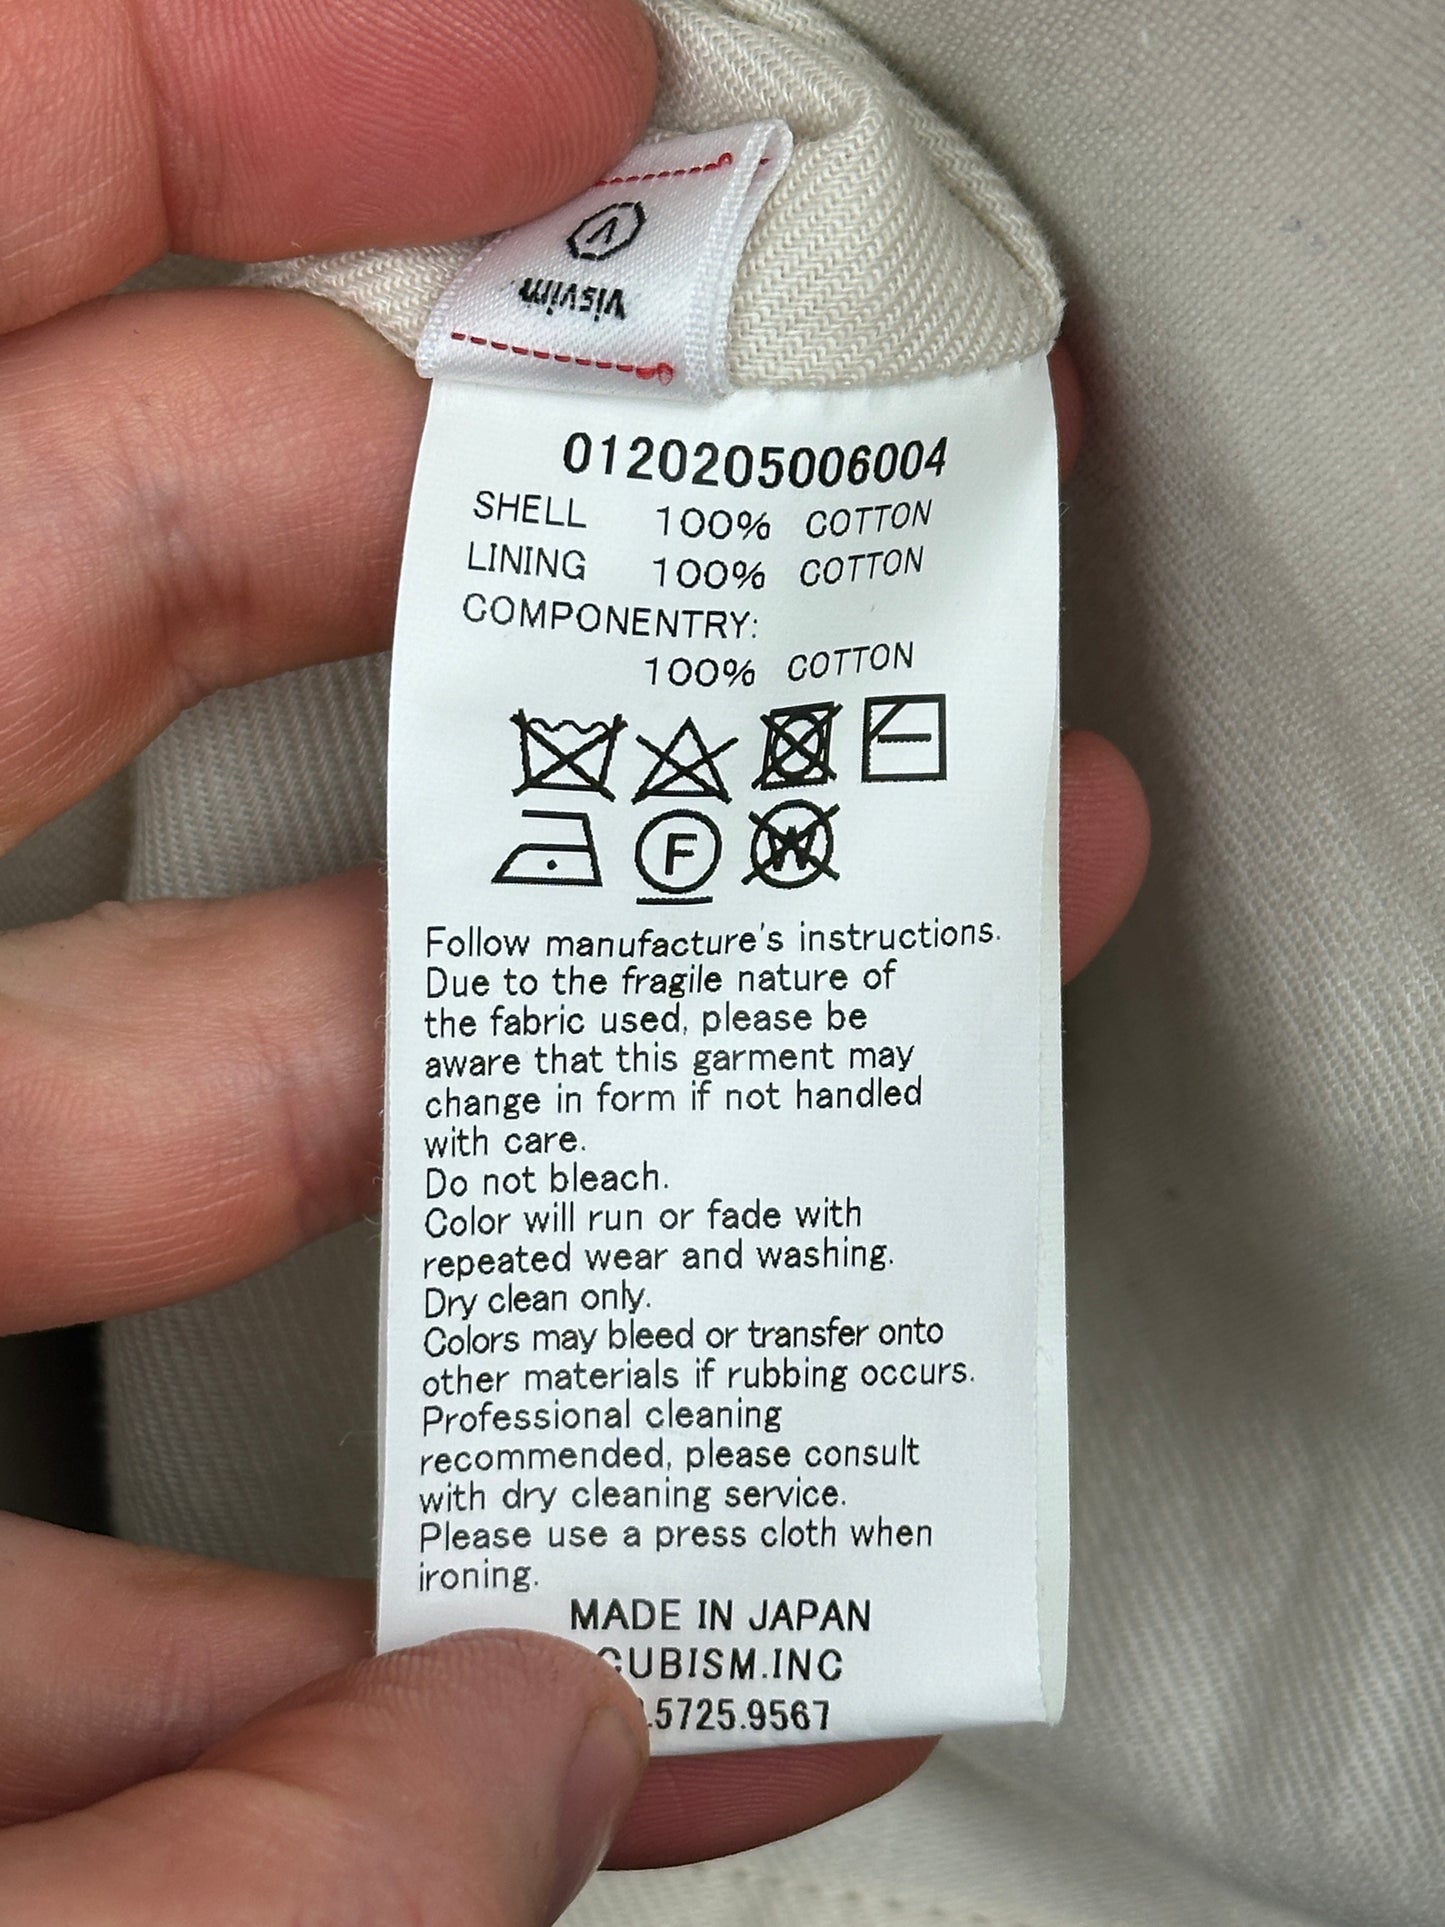 V
visvim
0120205006004
SHELL 100% COTTON
LINING 100% COTTON
COMPONENTRY:
100% COTTON
F
W
Follow manufacture's instructions.
Due to the fragile nature of
the fabric used, please be
aware that this garment may
change in form if not handled
with care.
Do not bleach.
Color will run or fade with
repeated wear and washing.
Dry clean only.
Colors may bleed or transfer onto
other materials if rubbing occurs.
Professional cleaning
recommended, please consult
with dry cleaning service.
Please use a press cloth when
ironing.
MADE IN JAPAN
CUBISM.INC
.5725.9567